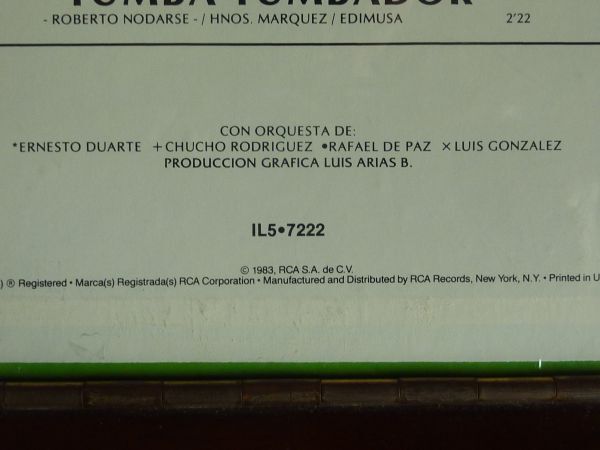 TUMBA TUMBADOR
- ROBERTO NODARSE - / HNOS. MARQUEZ / EDIMUSA 2'22
CON ORQUESTA DE:
*ERNESTO DUARTE +CHUCHO RODRIGUEZ •RAFAEL DE PAZ ×LUIS GONZALEZ
PRODUCCION GRAFICA LUIS ARIAS B.
IL5•7222
© 1983, RCA S.A. de C.V.
) ® Registered • Marca(s) Registrada(s) RCA Corporation • Manufactured and Distributed by RCA Records, New York, N.Y. • Printed in U